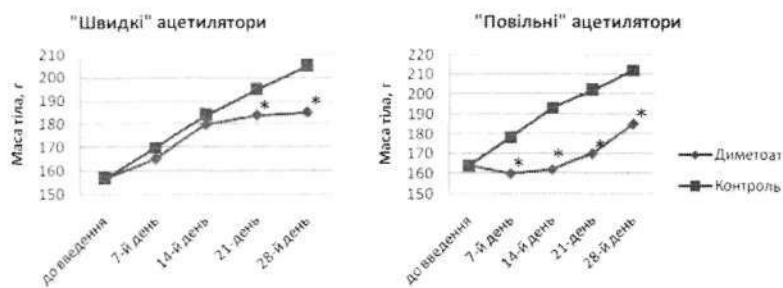 "Швидкі" ацетилятори
Маса тіла, г
210
200
190
180
170
160
150
*
*
до введення
7-й день
14-й день
21-день
28-й день
"Повільні" ацетилятори
Маса тіла, г
220
210
200
190
180
170
160
150
*
*
*
*
до введення
7-й день
14-й день
21-день
28-й день
Диметоат
Контроль